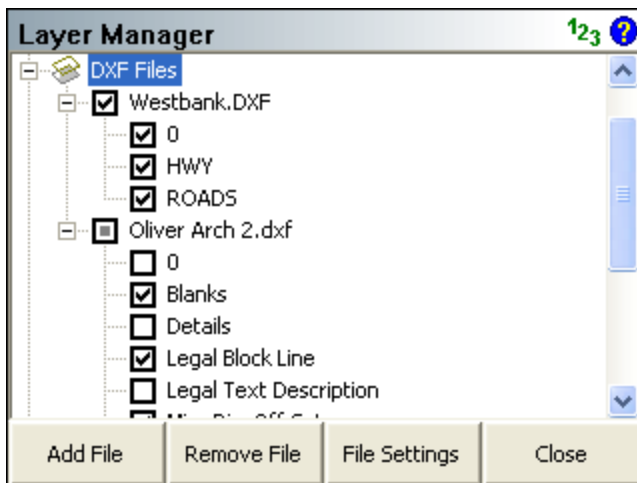 Layer Manager
123
?
DXF Files
Westbank.DXF
0
HWY
ROADS
Oliver Arch 2.dxf
0
Blanks
Details
Legal Block Line
Legal Text Description
Add File
Remove File
File Settings
Close